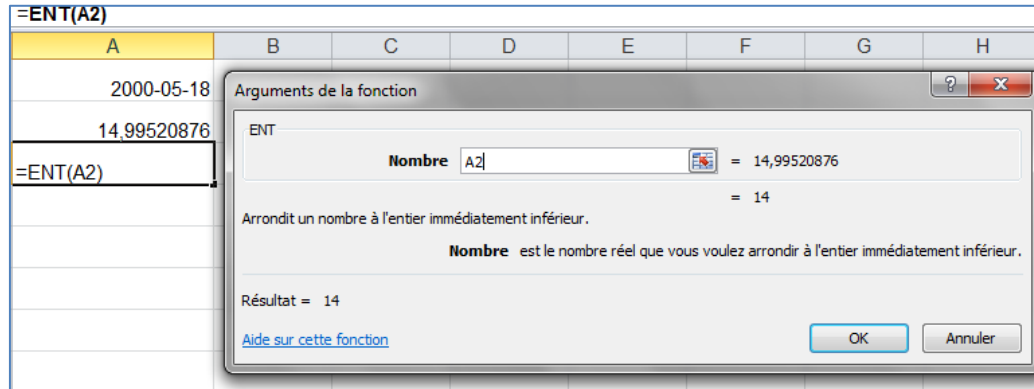 =ENT(A2)
A B C D E F G H
2000-05-18
14,99520876
=ENT(A2)
Arguments de la fonction
?
X
ENT
Nombre A2 = 14,99520876
= 14
Arrondit un nombre à l'entier immédiatement inférieur.
Nombre est le nombre réel que vous voulez arrondir à l'entier immédiatement inférieur.
Résultat = 14
Aide sur cette fonction
OK Annuler